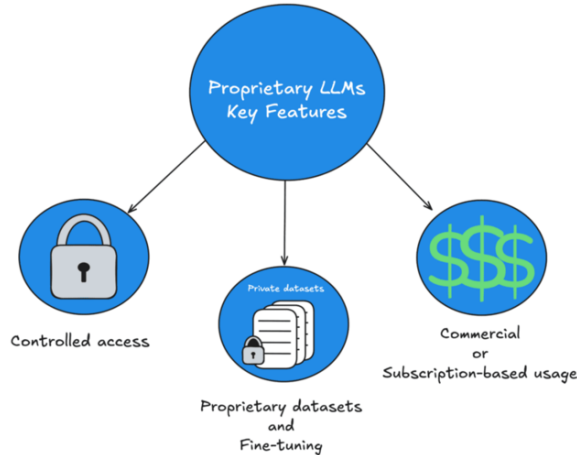 Proprietary LLMs
Key Features
Controlled access
Private datasets
Proprietary datasets
and
Fine-tuning
$$$
Commercial
or
Subscription-based usage